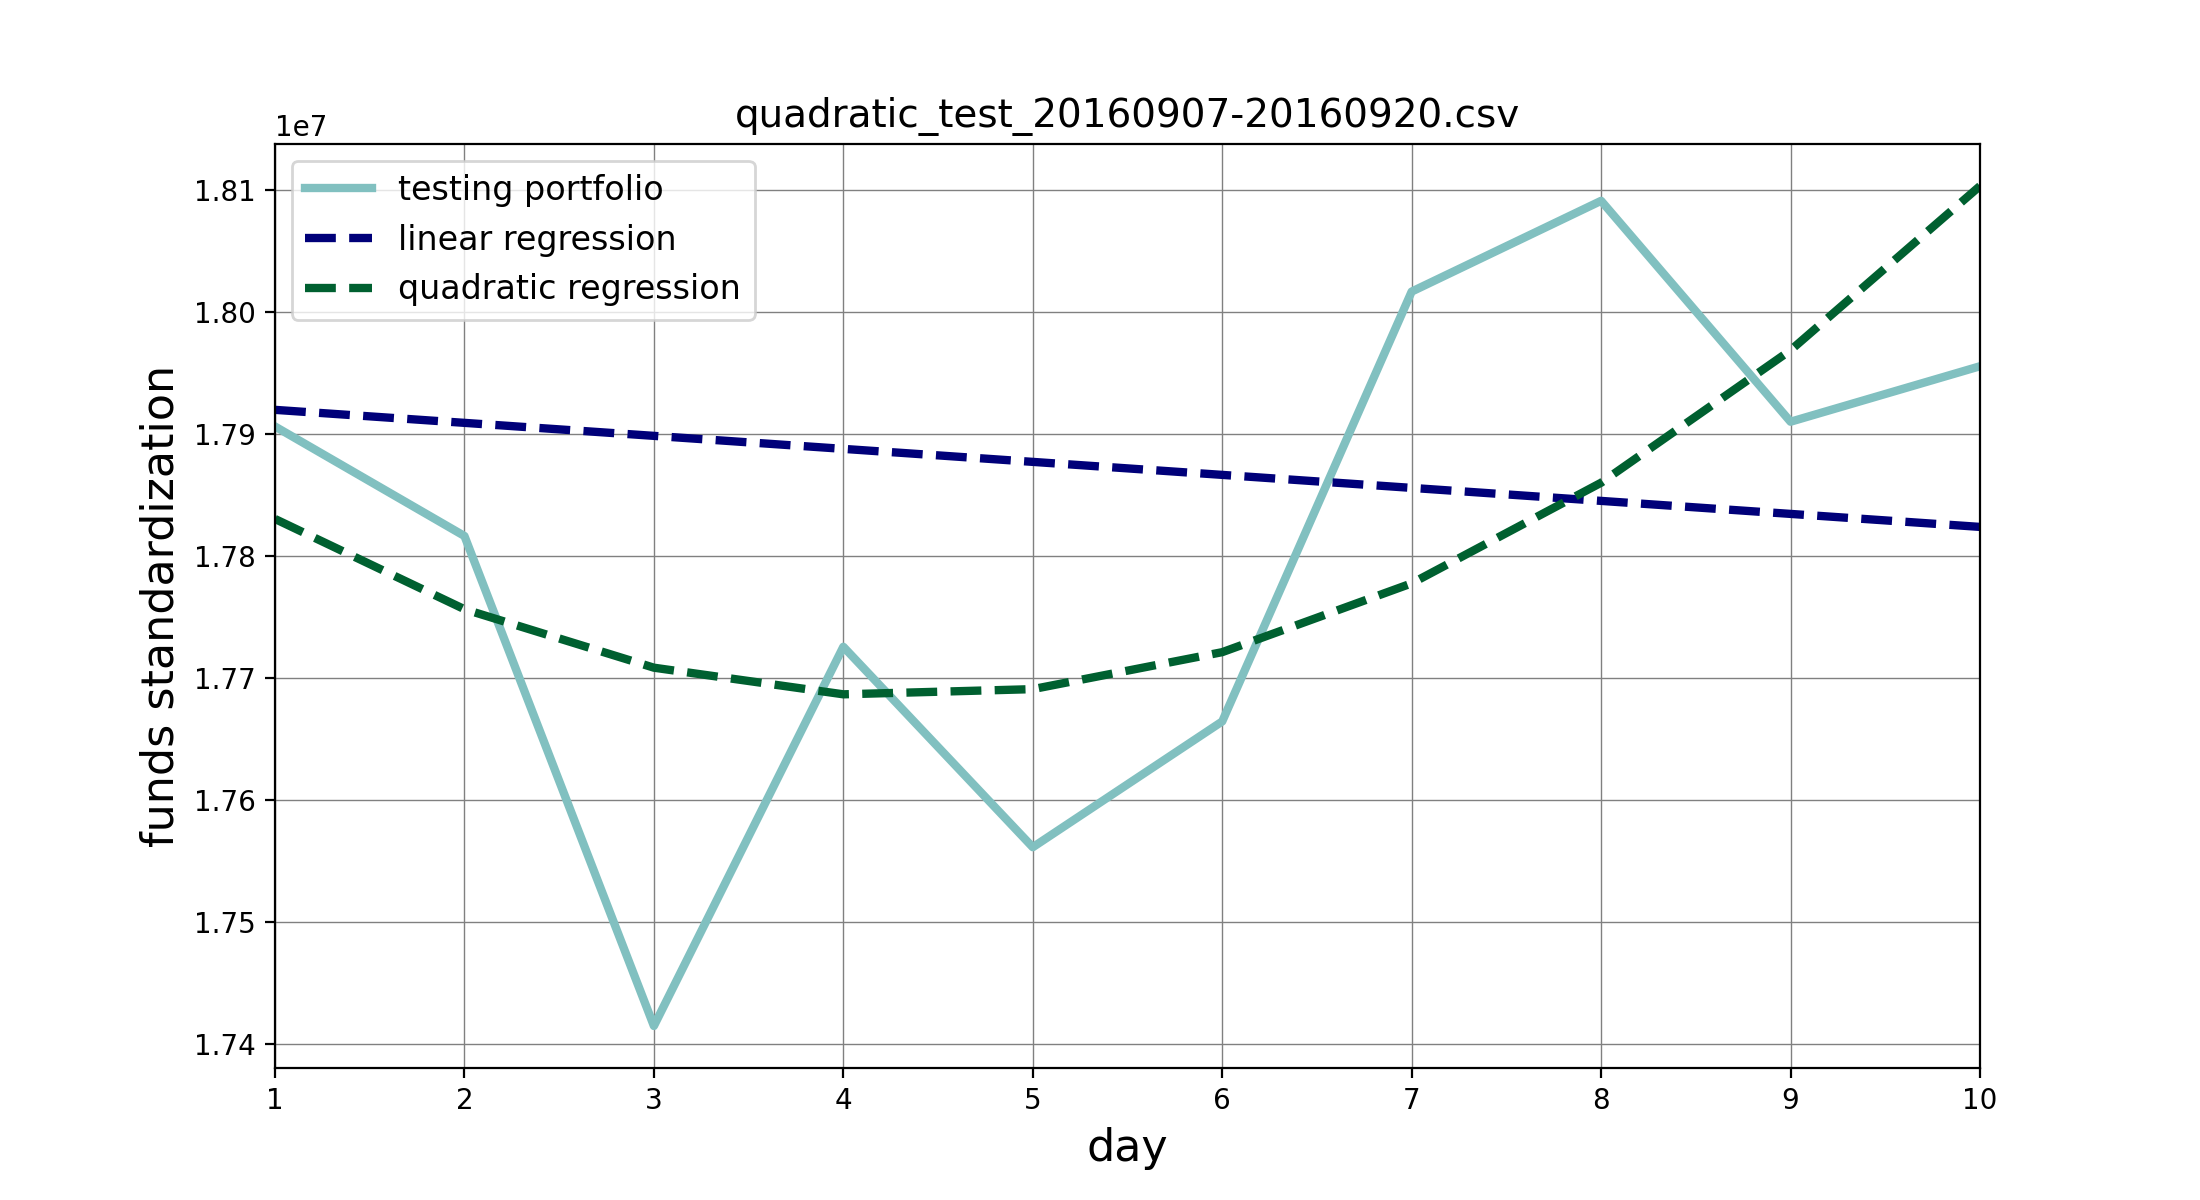 quadratic_test_20160907-20160920.csv
1e7
testing portfolio
linear regression
quadratic regression
1.81
1.80
1.79
1.78
1.77
1.76
1.75
1.74
funds standardization
1 2 3 4 5 6 7 8 9 10
day